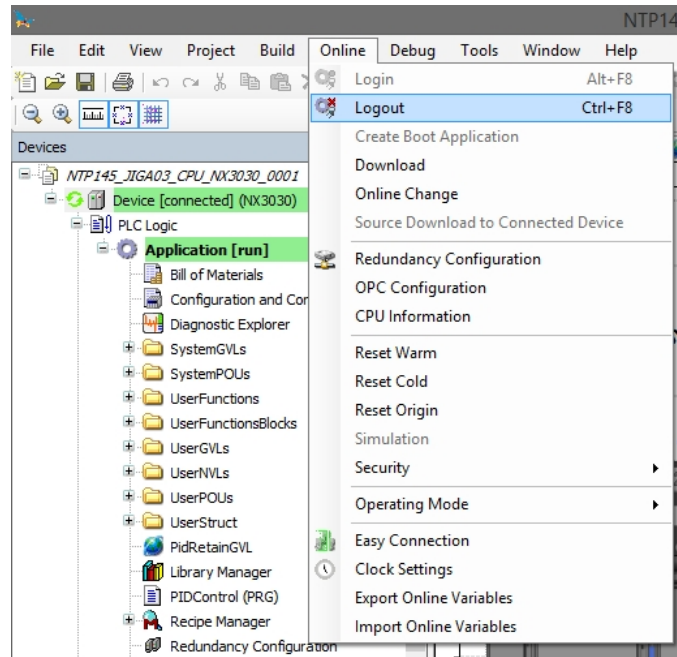 NTP14
File Edit View Project Build Online Debug Tools Window Help
Login Alt+F8
Logout Ctrl+F8
Create Boot Application
Download
Online Change
Source Download to Connected Device
Redundancy Configuration
OPC Configuration
CPU Information
Reset Warm
Reset Cold
Reset Origin
Simulation
Security
Operating Mode
Easy Connection
Clock Settings
Export Online Variables
Import Online Variables
Devices
NTP145_JIGA03_CPU_NX3030_0001
Device [connected] (NX3030)
PLC Logic
Application [run]
Bill of Materials
Configuration and Con
Diagnostic Explorer
SystemGVLs
SystemPOUs
UserFunctions
UserFunctionsBlocks
UserGVLs
UserNVLs
UserPOUs
UserStruct
PidRetainGVL
Library Manager
PIDControl (PRG)
Recipe Manager
Redundancy Configuration